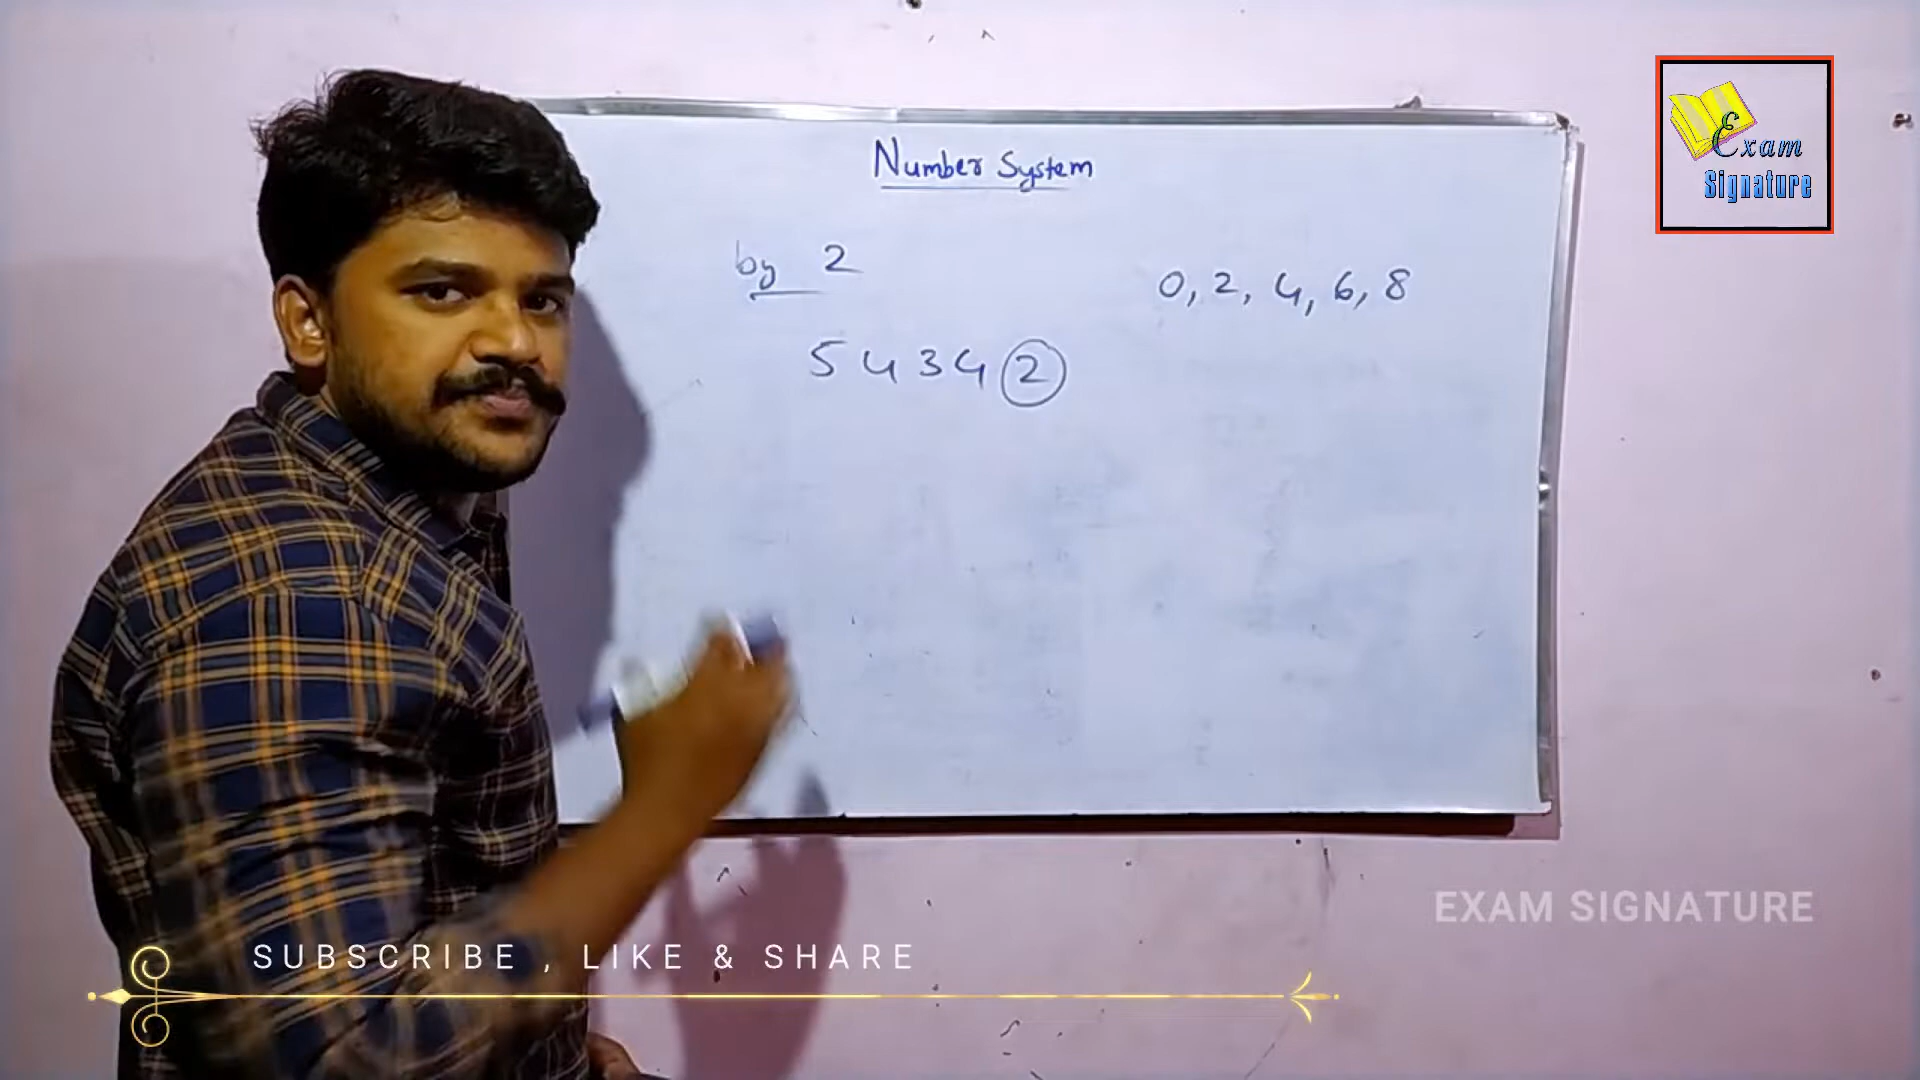 Number System
by 2
0, 2, 4, 6, 8
5 4 3 4 2
Exam
Signature
EXAM SIGNATURE
SUBSCRIBE , LIKE & SHARE